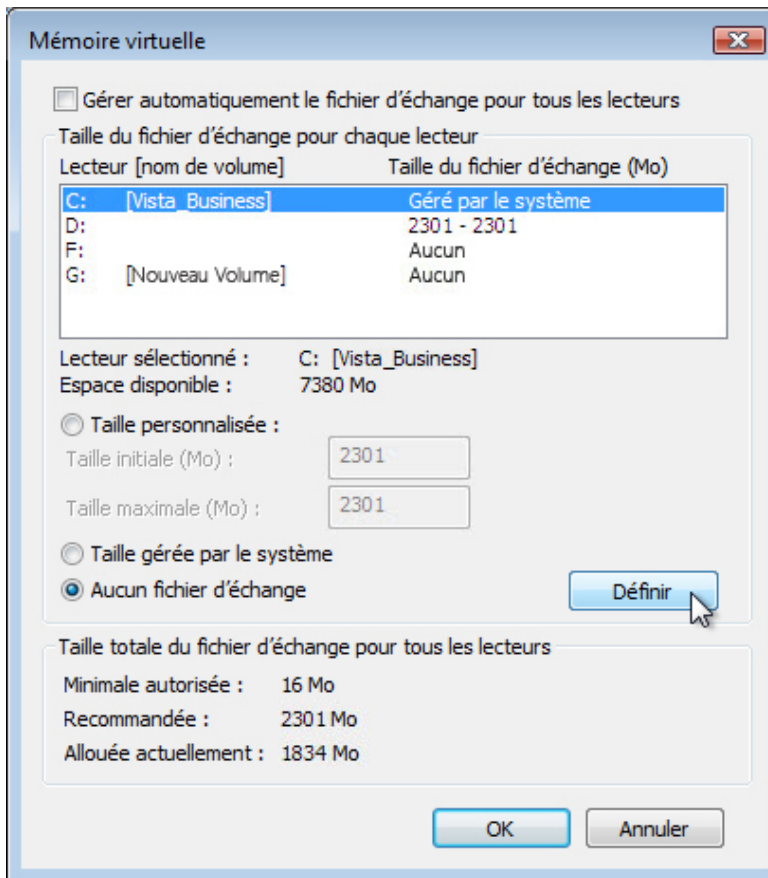 Mémoire virtuelle
Gérer automatiquement le fichier d'échange pour tous les lecteurs
Taille du fichier d'échange pour chaque lecteur
Lecteur [nom de volume] Taille du fichier d'échange (Mo)
C: [Vista_Business] Géré par le système
D: 2301 - 2301
F: Aucun
G: [Nouveau Volume] Aucun
Lecteur sélectionné : C: [Vista_Business]
Espace disponible : 7380 Mo
Taille personnalisée :
Taille initiale (Mo) : 2301
Taille maximale (Mo) : 2301
Taille gérée par le système
Aucun fichier d'échange Définir
Taille totale du fichier d'échange pour tous les lecteurs
Minimale autorisée : 16 Mo
Recommandée : 2301 Mo
Allouée actuellement : 1834 Mo
OK Annuler